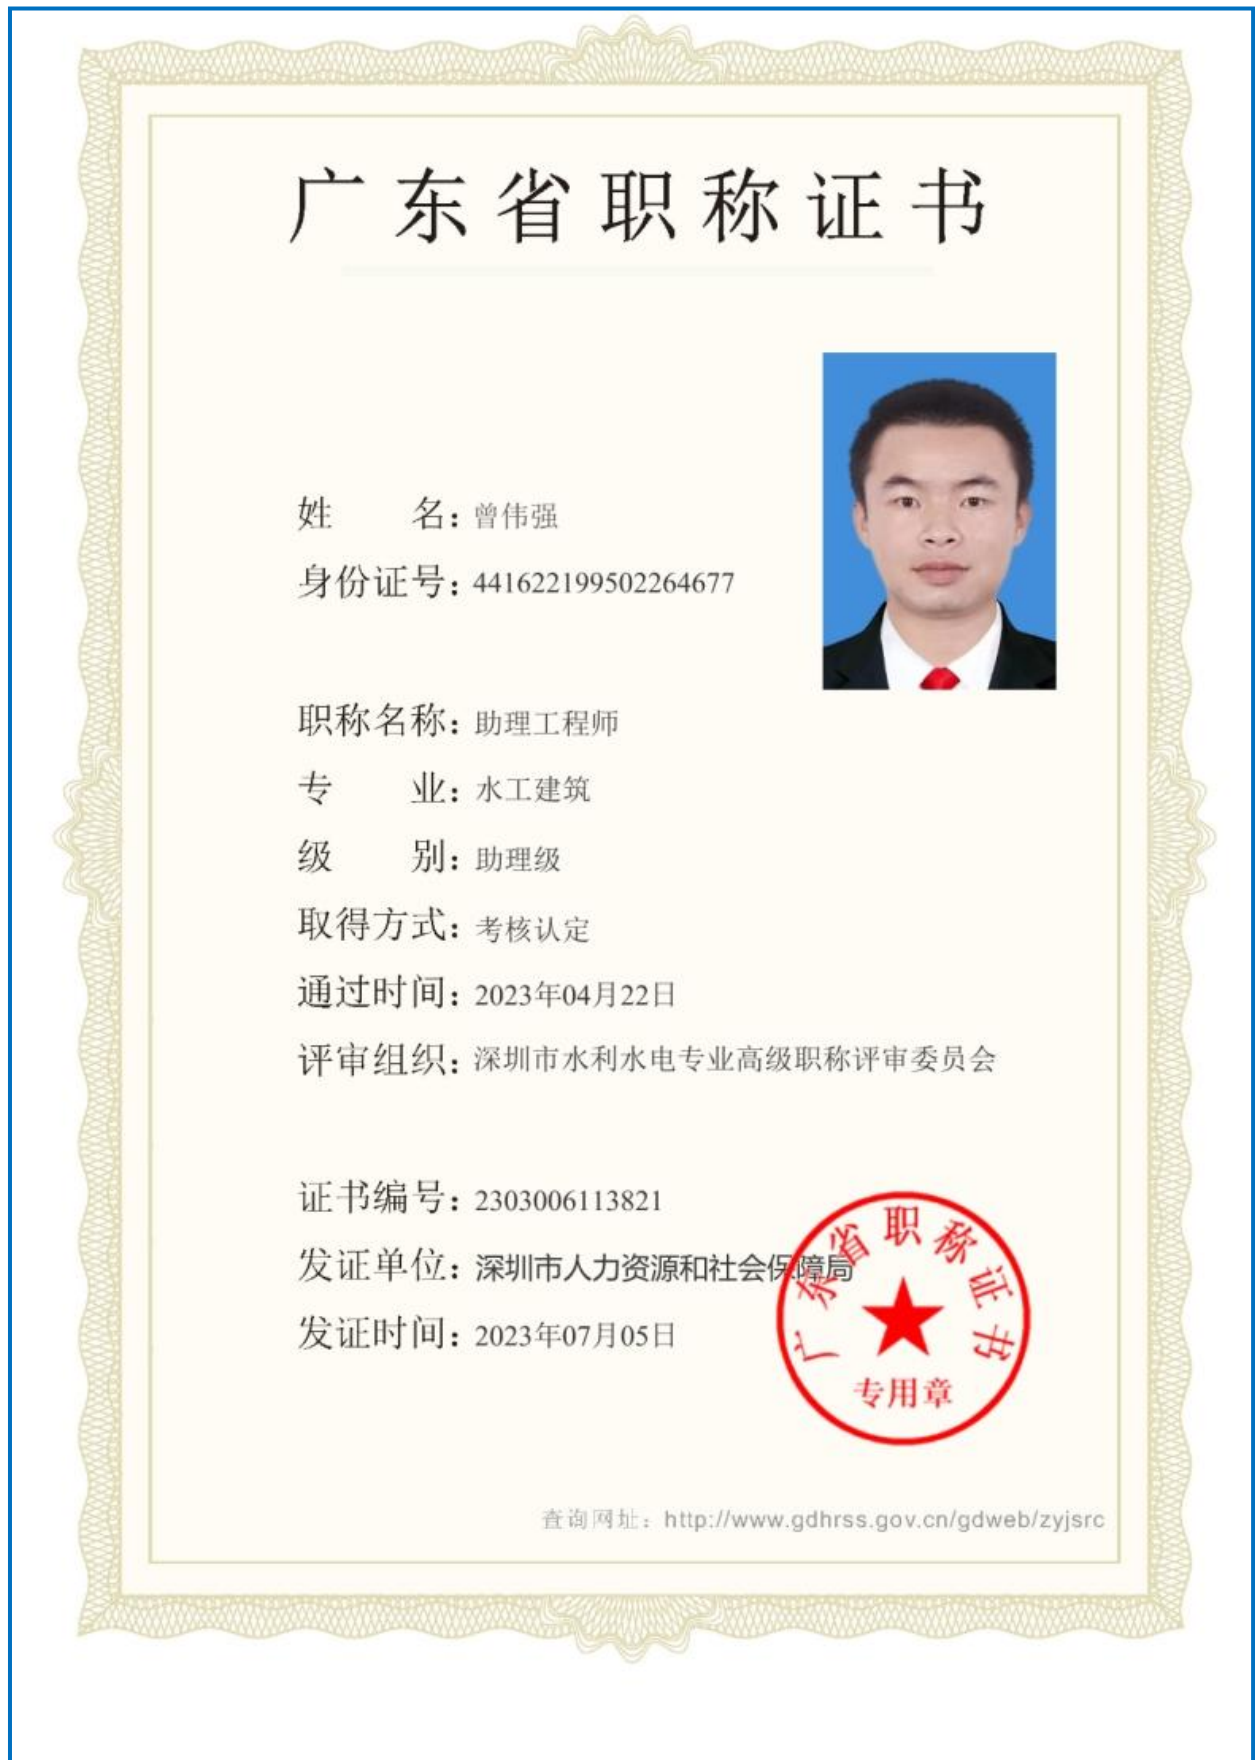 广东省职称证书
姓 名：曾伟强
身份证号：441622199502264677
职称名称：助理工程师
专 业：水工建筑
级 别：助理级
取得方式：考核认定
通过时间：2023年04月22日
评审组织：深圳市水利水电专业高级职称评审委员会
证书编号：2303006113821
发证单位：深圳市人力资源和社会保障局
发证时间：2023年07月05日
广东省职称证书
专用章
查询网址：http://www.gdhrss.gov.cn/gdweb/zyjsrc